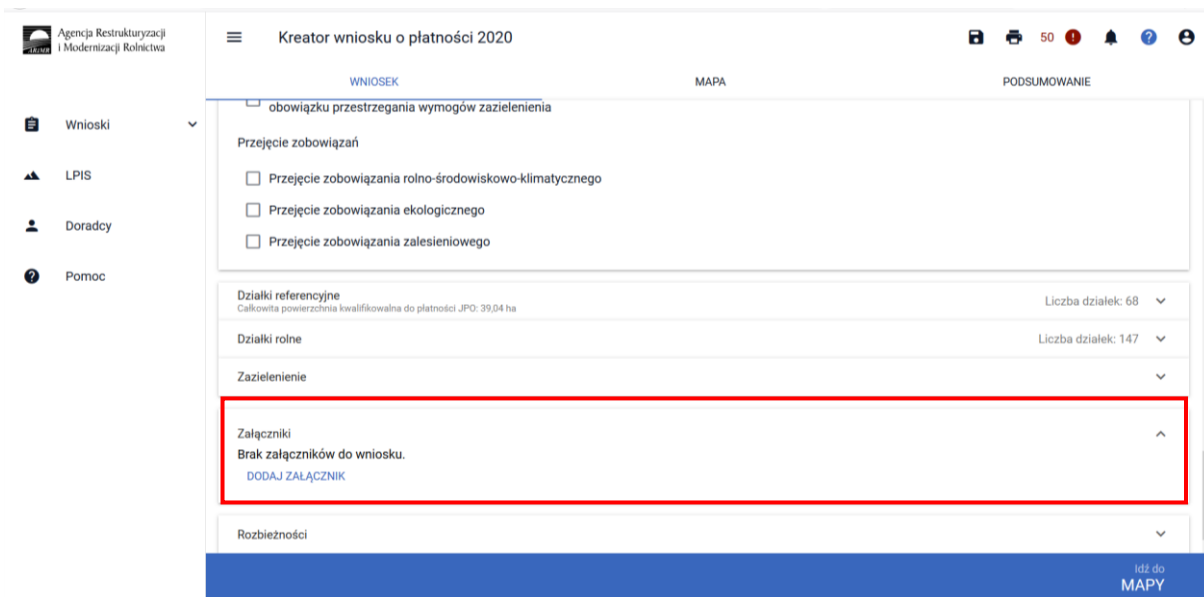 Agencja Restrukturyzacji
i Modernizacji Rolnictwa
ARiMR
Kreator wniosku o płatności 2020
50
WNIOSEK
MAPA
PODSUMOWANIE
Wnioski
LPIS
Doradcy
Pomoc
obowiązku przestrzegania wymogów zazielenienia
Przejęcie zobowiązań
Przejęcie zobowiązania rolno-środowiskowo-klimatycznego
Przejęcie zobowiązania ekologicznego
Przejęcie zobowiązania zalesieniowego
Działki referencyjne
Liczba działek: 68
Całkowita powierzchnia kwalifikowalna do płatności JPO: 39,04 ha
Działki rolne
Liczba działek: 147
Zazielenienie
Załączniki
Brak załączników do wniosku.
DODAJ ZAŁĄCZNIK
Rozbieżności
Idź do
MAPY